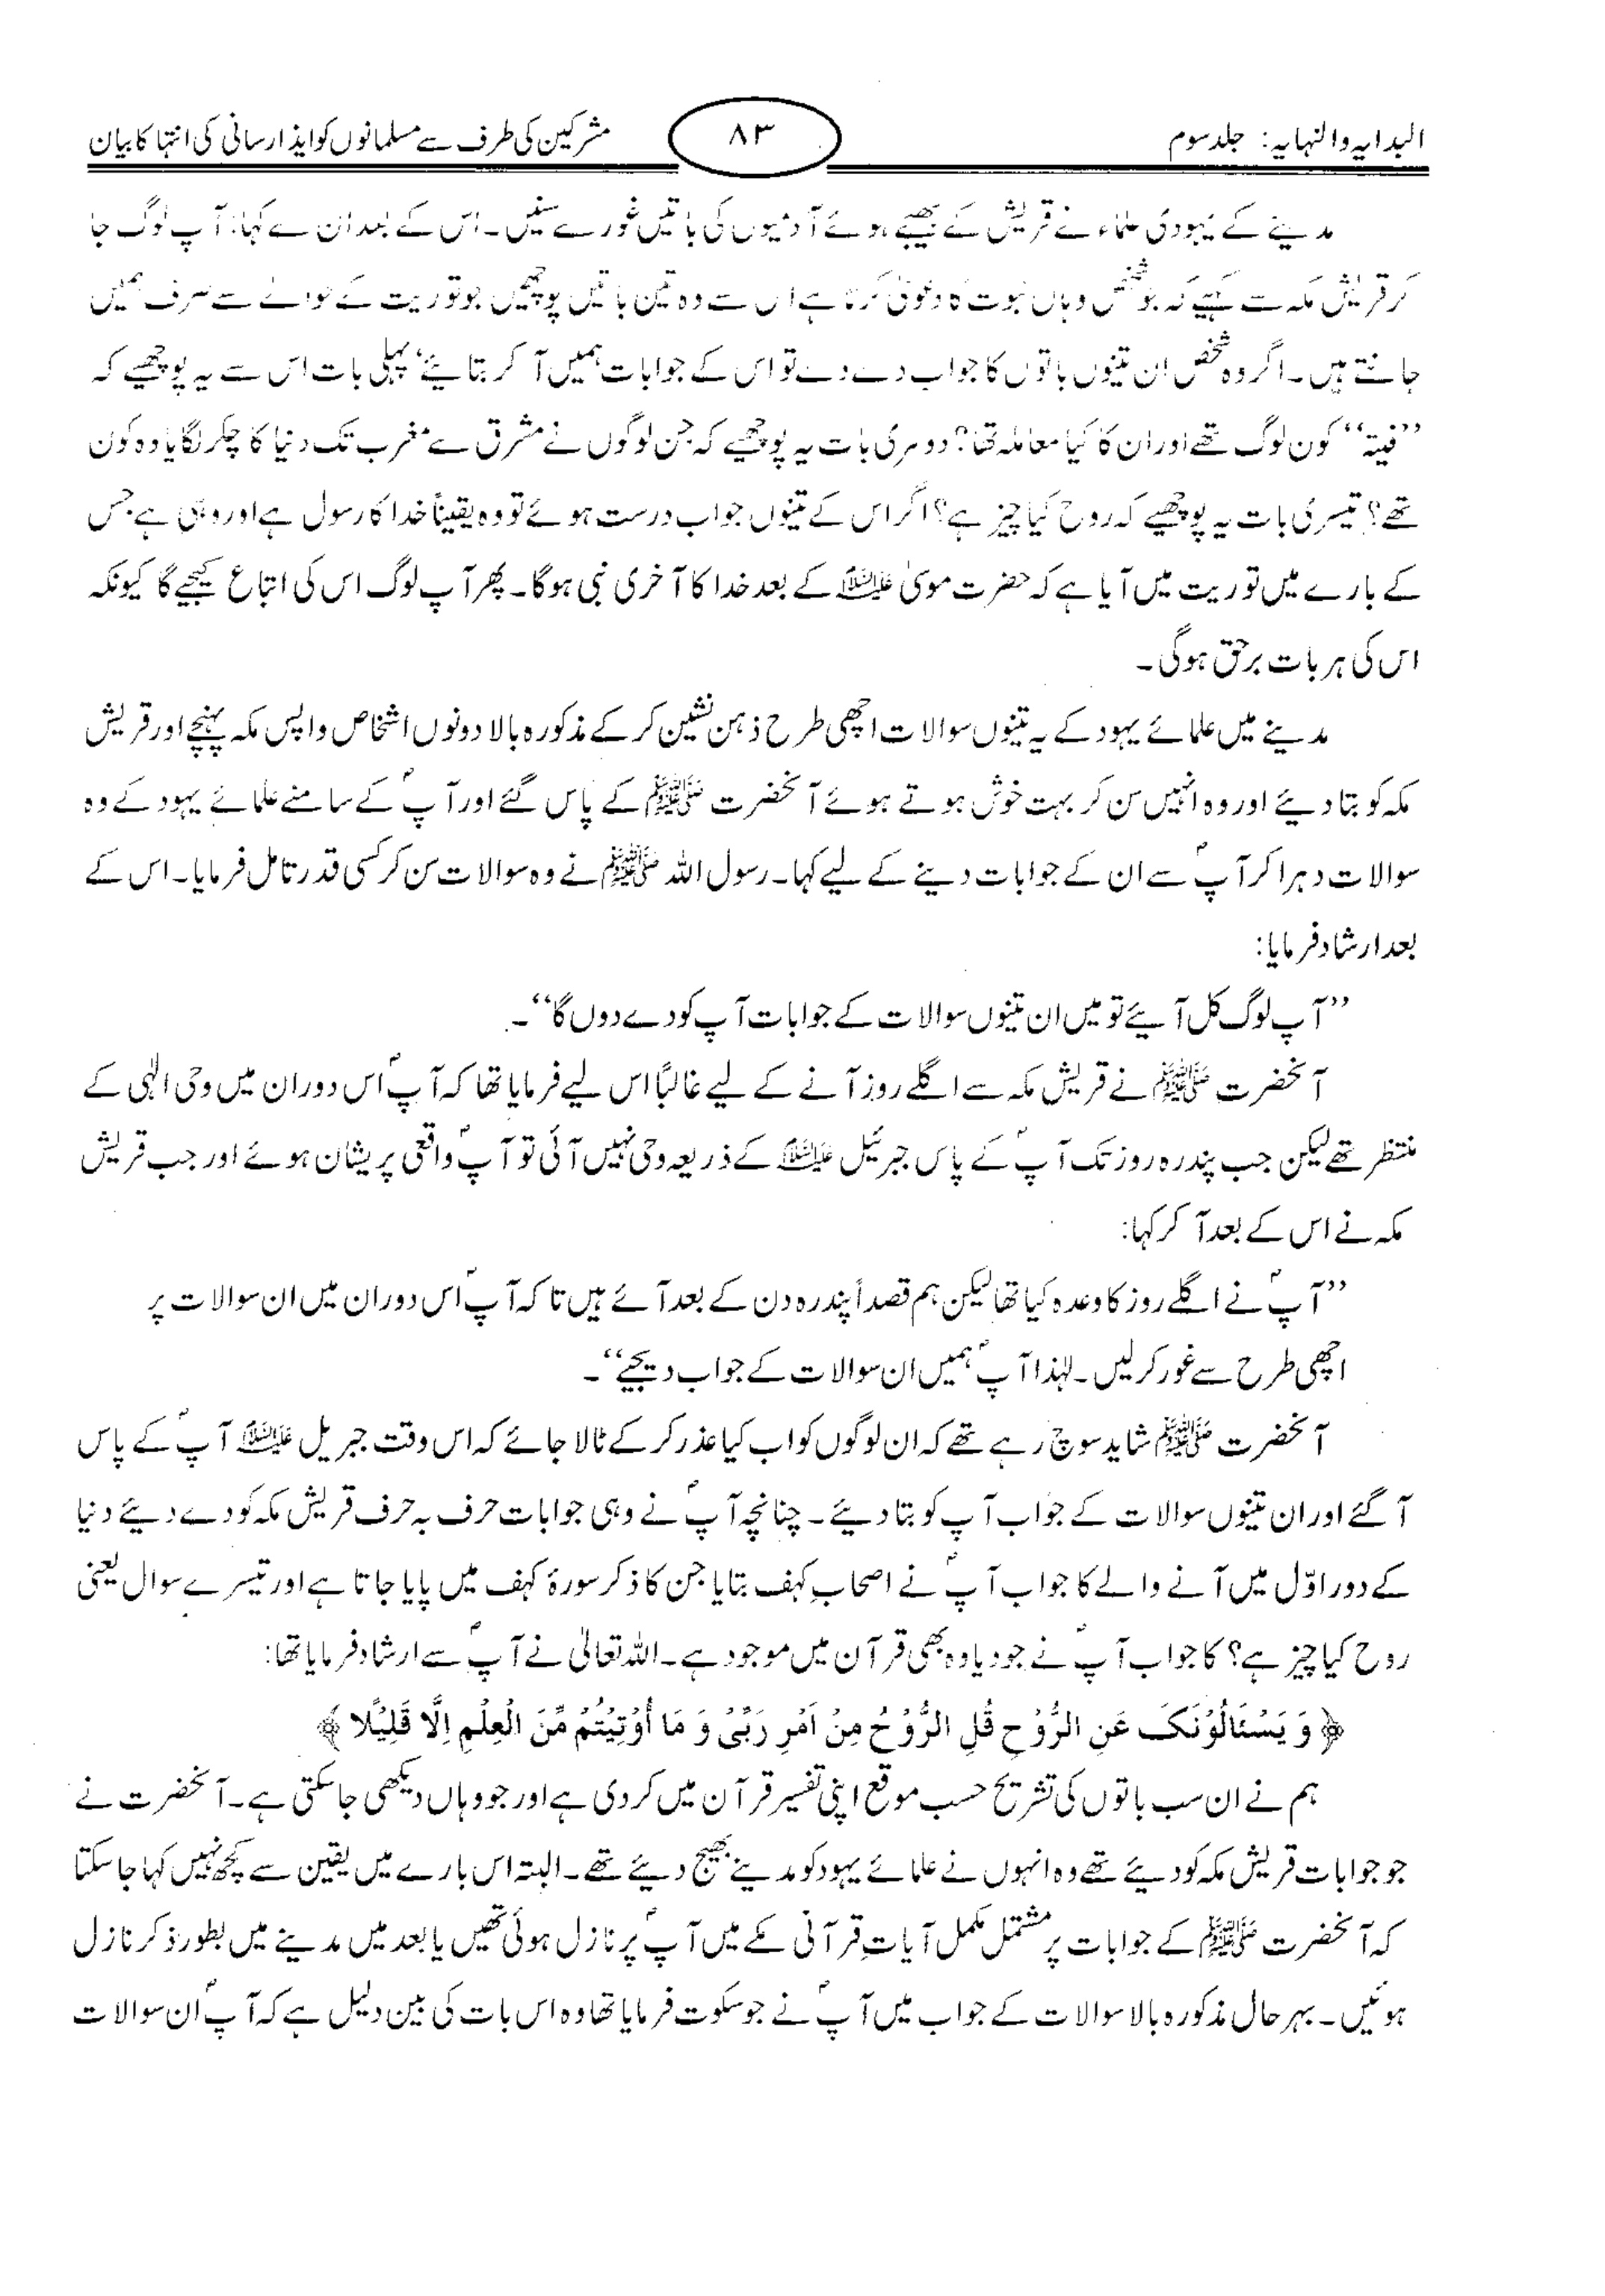 البدایہ والنہایہ: جلد سوم
۸۳
مشرکین کی طرف سے مسلمانوں کو ایذا رسانی کی انتہا کا بیان
مدینے کے یہودی علماء نے قریش کے بھیجے ہوئے آدمیوں کی باتیں غور سے سنیں۔ اس کے بعد ان سے کہا: آپ لوگ جا
کر قریش مکہ سے کہیے کہ جو شخص وہاں نبوت کا دعویٰ کرتا ہے اس سے وہ تین باتیں پوچھیں جو توریت کے حوالے سے صرف ہمیں
جانتے ہیں۔ اگر وہ شخص ان تینوں باتوں کا جواب دے دے تو اس کے جوابات ہمیں آ کر بتائیے‘ پہلی بات اس سے یہ پوچھیے کہ
’’فیتہ‘‘ کون لوگ تھے اور ان کا کیا معاملہ تھا؟ دوسری بات یہ پوچھیے کہ جن لوگوں نے مشرق سے مغرب تک دنیا کا چکر لگایا وہ کون
تھے؟ تیسری بات یہ پوچھیے کہ روح کیا چیز ہے؟ اگر اس کے تینوں جواب درست ہوئے تو وہ یقیناً خدا کا رسول ہے اور وہی ہے جس
کے بارے میں توریت میں آیا ہے کہ حضرت موسیٰ علیہ السلام کے بعد خدا کا آخری نبی ہوگا۔ پھر آپ لوگ اس کی اتباع کیجیے گا کیونکہ
اس کی ہر بات برحق ہوگی۔
مدینے میں علمائے یہود کے یہ تینوں سوالات اچھی طرح ذہن نشین کر کے مذکورہ بالا دونوں اشخاص واپس مکہ پہنچے اور قریش
مکہ کو بتا دیئے اور وہ انہیں سن کر بہت خوش ہوتے ہوئے آنحضرت ﷺ کے پاس گئے اور آپؐ کے سامنے علمائے یہود کے وہ
سوالات دہرا کر آپؐ سے ان کے جوابات دینے کے لیے کہا۔ رسول اللہ ﷺ نے وہ سوالات سن کر کسی قدر تامل فرمایا۔ اس کے
بعد ارشاد فرمایا:
’’آپ لوگ کل آیئے تو میں ان تینوں سوالات کے جوابات آپ کو دے دوں گا‘‘۔
آنحضرت ﷺ نے قریش مکہ سے اگلے روز آنے کے لیے غالباً اس لیے فرمایا تھا کہ آپؐ اس دوران میں وحی الٰہی کے
منتظر تھے لیکن جب پندرہ روز تک آپؐ کے پاس جبرئیل علیہ السلام کے ذریعہ وحی نہیں آئی تو آپؐ واقعی پریشان ہوئے اور جب قریش
مکہ نے اس کے بعد آ کر کہا:
’’آپؐ نے اگلے روز کا وعدہ کیا تھا لیکن ہم قصداً پندرہ دن کے بعد آئے ہیں تا کہ آپؐ اس دوران میں ان سوالات پر
اچھی طرح سے غور کر لیں۔ لہٰذا آپؐ ہمیں ان سوالات کے جواب دیجیے‘‘۔
آنحضرت ﷺ شاید سوچ رہے تھے کہ ان لوگوں کو اب کیا عذر کر کے ٹالا جائے کہ اس وقت جبریل علیہ السلام آپؐ کے پاس
آ گئے اور ان تینوں سوالات کے جواب آپ کو بتا دیئے۔ چنانچہ آپؐ نے وہی جوابات حرف بہ حرف قریش مکہ کو دے دیئے دنیا
کے دور اوّل میں آنے والے کا جواب آپؐ نے اصحابِ کہف بتایا جن کا ذکر سورۂ کہف میں پایا جاتا ہے اور تیسرے سوال یعنی
روح کیا چیز ہے؟ کا جواب آپؐ نے جو دیا وہ بھی قرآن میں موجود ہے۔ اللہ تعالیٰ نے آپؐ سے ارشاد فرمایا تھا:
﴿ وَ يَسْئَالُوْنَكَ عَنِ الرُّوْحِ قُلِ الرُّوْحُ مِنْ اَمْرِ رَبِّیْ وَ مَا اُوْتِيْتُمْ مِّنَ الْعِلْمِ اِلَّا قَلِيْلًا ﴾
ہم نے ان سب باتوں کی تشریح حسب موقع اپنی تفسیر قرآن میں کر دی ہے اور جو وہاں دیکھی جا سکتی ہے۔ آنحضرت نے
جو جوابات قریش مکہ کو دیئے تھے وہ انہوں نے علمائے یہود کو مدینے بھیج دیئے تھے۔ البتہ اس بارے میں یقین سے کچھ نہیں کہا جا سکتا
کہ آنحضرت ﷺ کے جوابات پر مشتمل مکمل آیاتِ قرآنی مکے میں آپؐ پر نازل ہوئی تھیں یا بعد میں مدینے میں بطور ذکر نازل
ہوئیں۔ بہر حال مذکورہ بالا سوالات کے جواب میں آپؐ نے جو سکوت فرمایا تھا وہ اس بات کی بین دلیل ہے کہ آپؐ ان سوالات